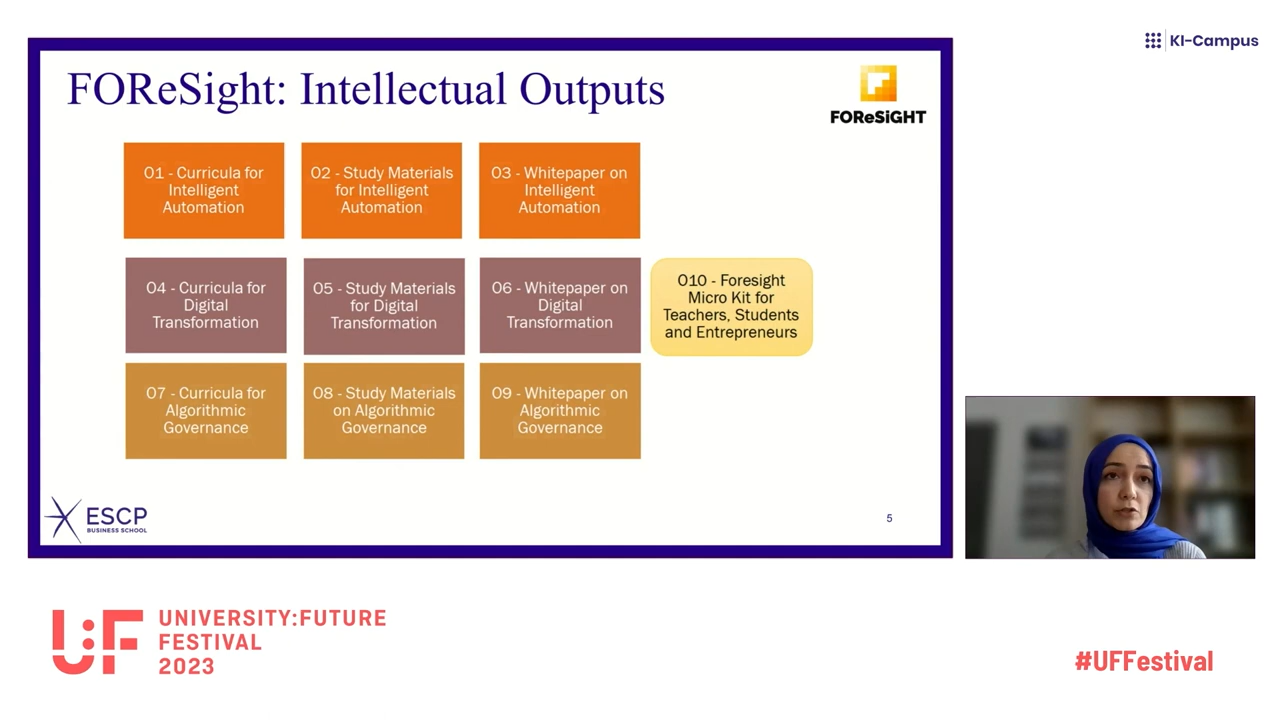 KI-Campus
FOReSight: Intellectual Outputs
FOReSiGHT
O1 - Curricula for
Intelligent
Automation
O2 - Study Materials
for Intelligent
Automation
O3 - Whitepaper on
Intelligent
Automation
O4 - Curricula for
Digital
Transformation
O5 - Study Materials
for Digital
Transformation
O6 - Whitepaper on
Digital
Transformation
O10 - Foresight
Micro Kit for
Teachers, Students
and Entrepreneurs
O7 - Curricula for
Algorithmic
Governance
O8 - Study Materials
on Algorithmic
Governance
O9 - Whitepaper on
Algorithmic
Governance
ESCP
BUSINESS SCHOOL
5
U:F
UNIVERSITY:FUTURE
FESTIVAL
2023
#UFFestival